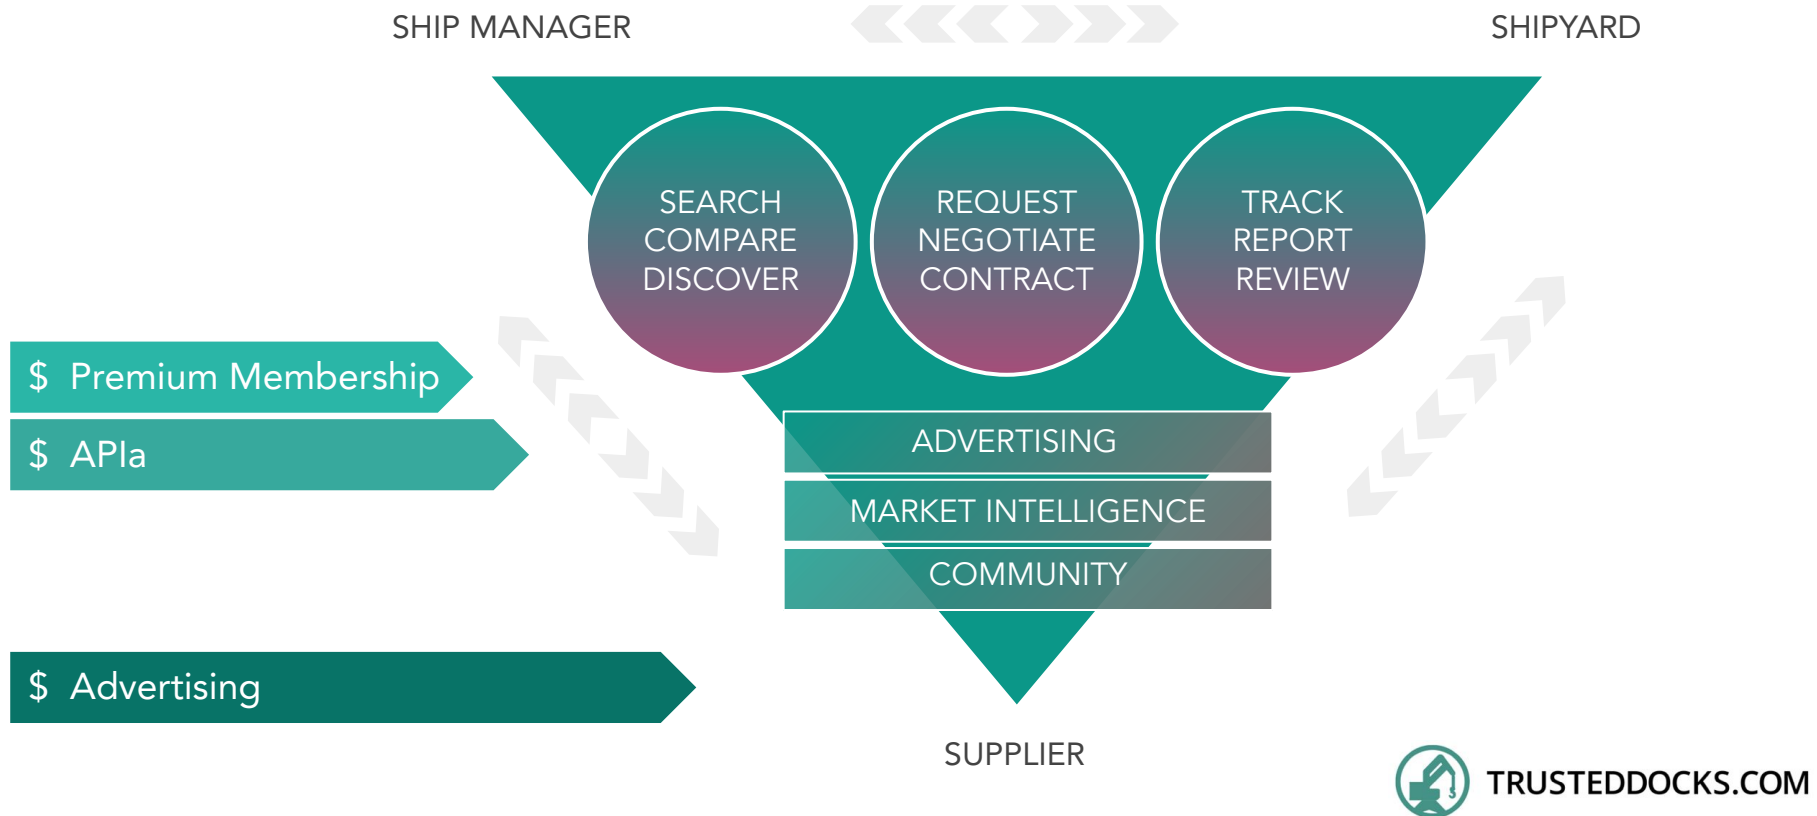 SHIP MANAGER
SHIPYARD
SEARCH
COMPARE
DISCOVER
REQUEST
NEGOTIATE
CONTRACT
TRACK
REPORT
REVIEW
$ Premium Membership
$ APIa
ADVERTISING
MARKET INTELLIGENCE
COMMUNITY
$ Advertising
SUPPLIER
TRUSTEDDOCKS.COM